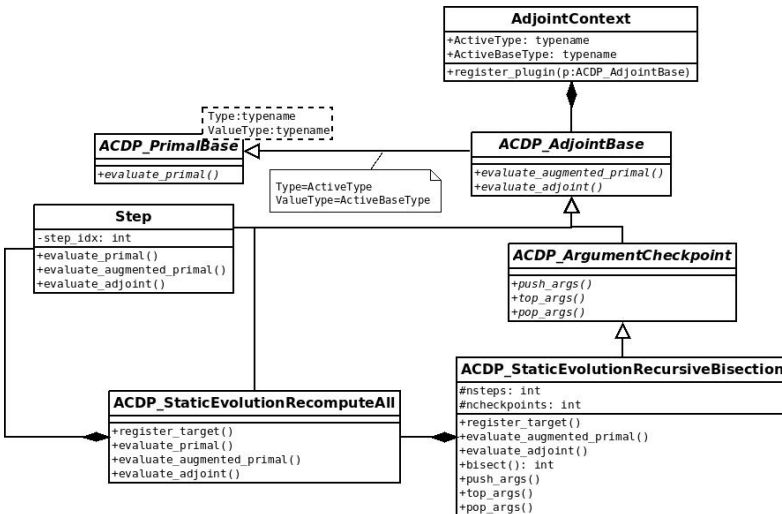 AdjointContext
+ActiveType: typename
+ActiveBaseType: typename
+register_plugin(p:ACDP_AdjointBase)
Type:typename
ValueType:typename
ACDP_PrimalBase
+evaluate_primal()
ACDP_AdjointBase
+evaluate_augmented_primal()
+evaluate_adjoint()
Type=ActiveType
ValueType=ActiveBaseType
Step
-step_idx: int
+evaluate_primal()
+evaluate_augmented_primal()
+evaluate_adjoint()
ACDP_ArgumentCheckpoint
+push_args()
+top_args()
+pop_args()
ACDP_StaticEvolutionRecomputeAll
+register_target()
+evaluate_primal()
+evaluate_augmented_primal()
+evaluate_adjoint()
ACDP_StaticEvolutionRecursiveBisection
#nsteps: int
#ncheckpoints: int
+register_target()
+evaluate_augmented_primal()
+evaluate_adjoint()
+bisect(): int
+push_args()
+top_args()
+pop_args()